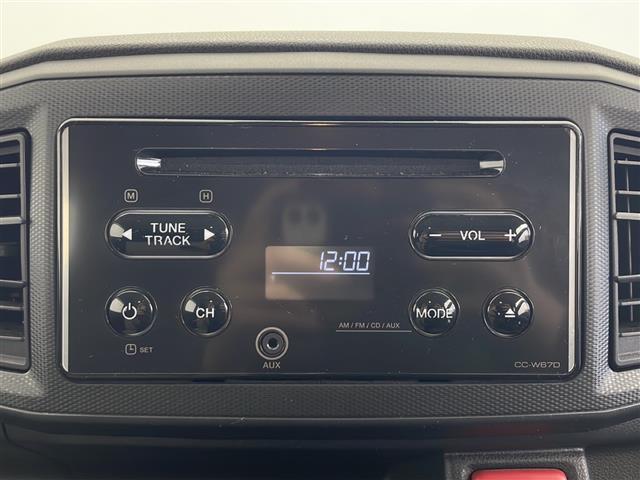 M H
TUNE
TRACK
− VOL +
12:00
CH
MODE
AM / FM / CD / AUX
SET
AUX
CC-W67D